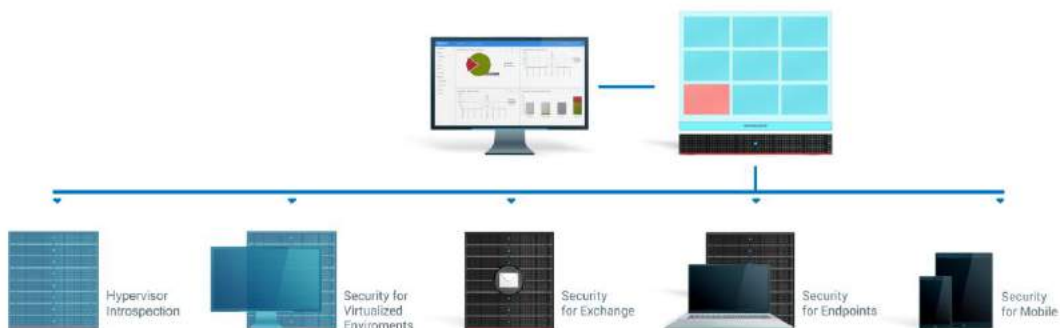 Hypervisor
Introspection
Security for
Virtualized
Enviroments
Security
for Exchange
Security
for Endpoints
Security
for Mobile